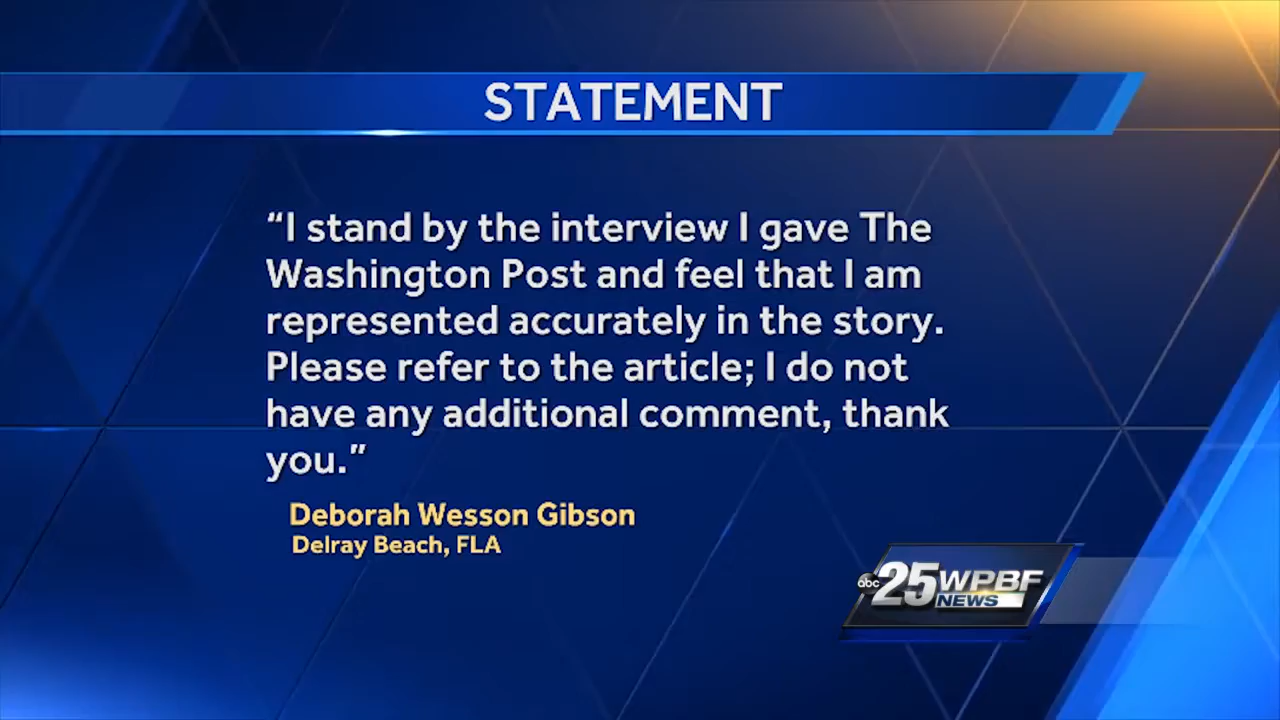 STATEMENT
“I stand by the interview I gave The
Washington Post and feel that I am
represented accurately in the story.
Please refer to the article; I do not
have any additional comment, thank
you.”
Deborah Wesson Gibson
Delray Beach, FLA
abc 25 WPBF
NEWS